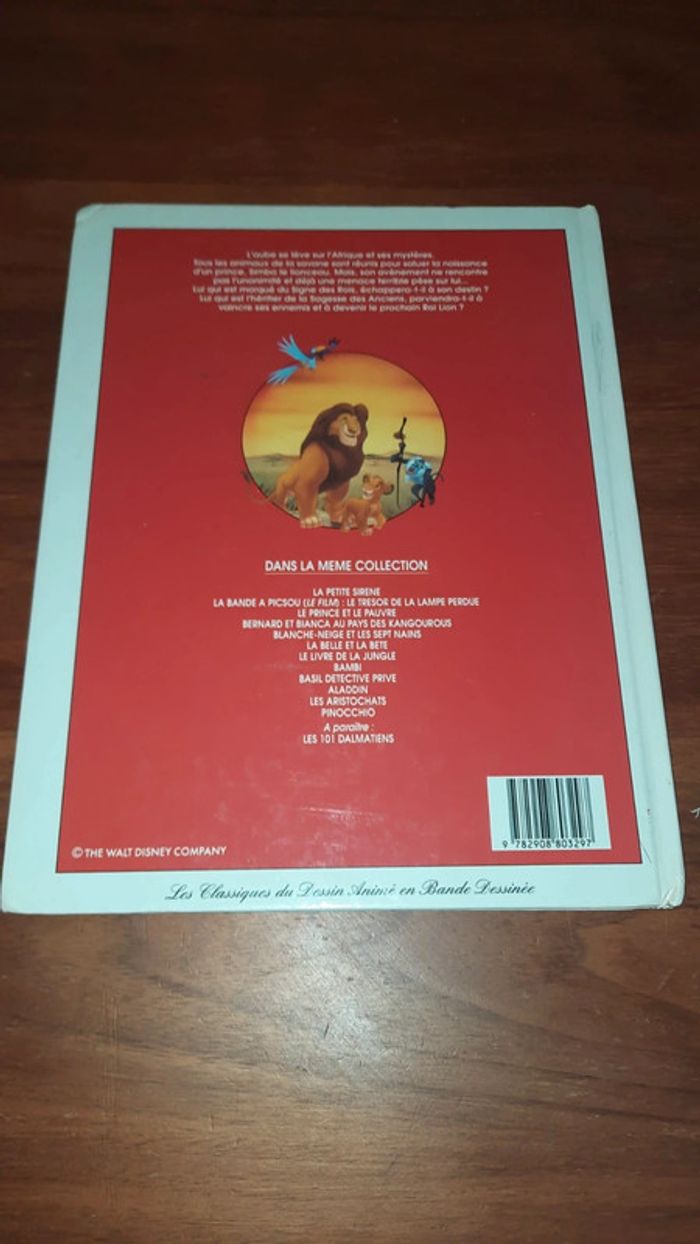 L'aube se lève sur l'Afrique et ses mystères.
Tous les animaux de la savane sont réunis pour saluer la naissance
d'un prince, Simba le lionceau. Mais, son avènement ne rencontre
pas l'unanimité et déjà une menace terrible pèse sur lui...
Lui qui est marqué du Signe des Rois, échappera-t-il à son destin ?
Lui qui est l'héritier de la Sagesse des Anciens, parviendra-t-il à
vaincre ses ennemis et à devenir le prochain Roi Lion ?
DANS LA MEME COLLECTION
LA PETITE SIRENE
LA BANDE A PICSOU (LE FILM) : LE TRESOR DE LA LAMPE PERDUE
LE PRINCE ET LE PAUVRE
BERNARD ET BIANCA AU PAYS DES KANGOUROUS
BLANCHE-NEIGE ET LES SEPT NAINS
LA BELLE ET LA BETE
LE LIVRE DE LA JUNGLE
BAMBI
BASIL DETECTIVE PRIVE
ALADDIN
LES ARISTOCHATS
PINOCCHIO
A paraître :
LES 101 DALMATIENS
9 782908 803297
© THE WALT DISNEY COMPANY
Les Classiques du Dessin Animé en Bande Dessinée